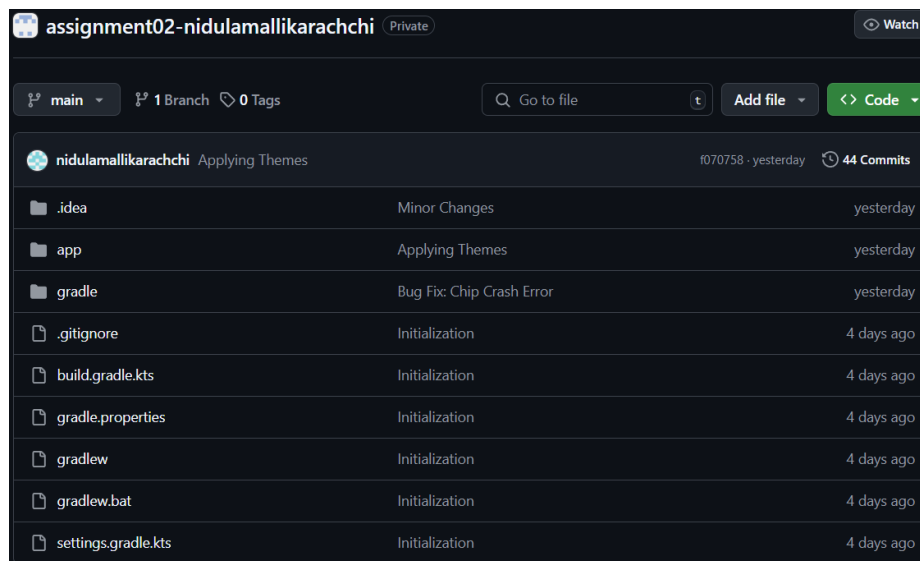 assignment02-nidulamallikarachchi Private Watch
main 1 Branch 0 Tags Go to file t Add file Code
nidulamallikarachchi Applying Themes f070758 · yesterday 44 Commits
.idea Minor Changes yesterday
app Applying Themes yesterday
gradle Bug Fix: Chip Crash Error yesterday
.gitignore Initialization 4 days ago
build.gradle.kts Initialization 4 days ago
gradle.properties Initialization 4 days ago
gradlew Initialization 4 days ago
gradlew.bat Initialization 4 days ago
settings.gradle.kts Initialization 4 days ago